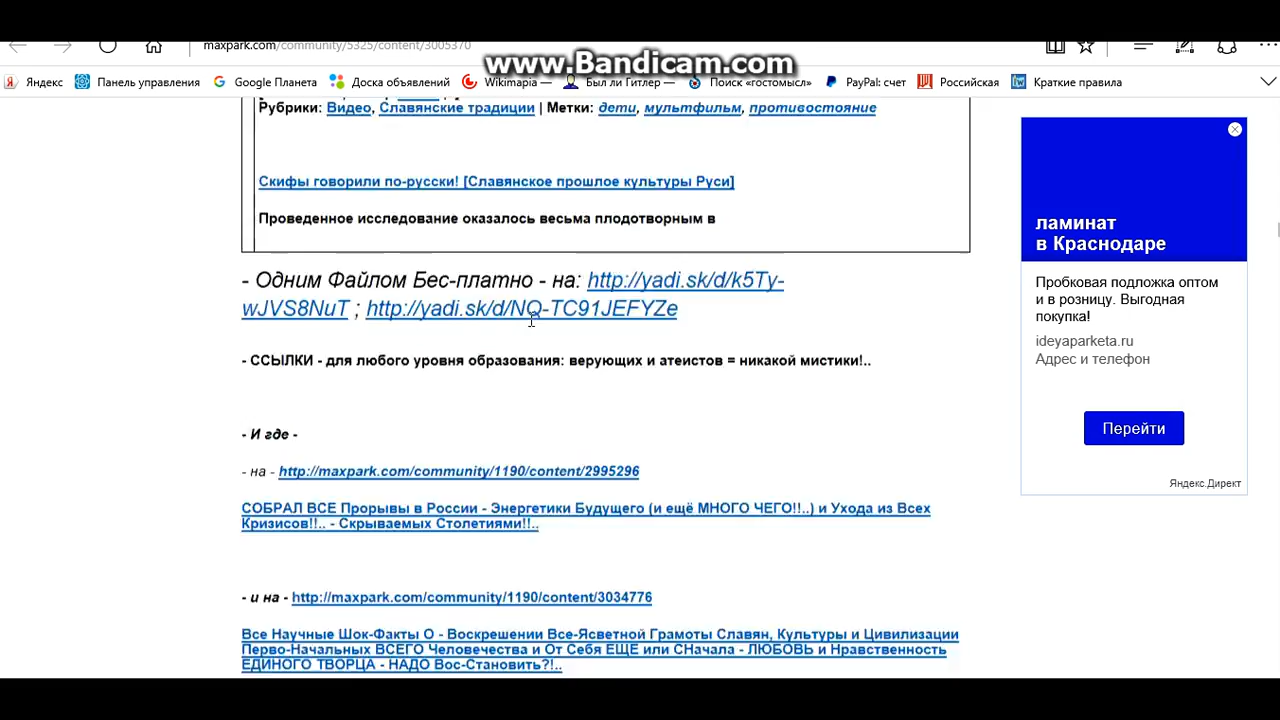 maxpark.com/community/5325/content/3005370
www.Bandicam.com
Яндекс Панель управления Google Планета Доска объявлений Wikimapia — Был ли Гитлер — Поиск «гостомысл» PayPal: счет Российская Краткие правила
Рубрики: Видео, Славянские традиции | Метки: дети, мультфильм, противостояние
Скифы говорили по-русски! [Славянское прошлое культуры Руси]
Проведенное исследование оказалось весьма плодотворным в
- Одним Файлом Бес-платно - на: http://yadi.sk/d/k5Ty-
wJVS8NuT ; http://yadi.sk/d/NQ-TC91JEFYZe
- ССЫЛКИ - для любого уровня образования: верующих и атеистов = никакой мистики!..
- И где -
- на - http://maxpark.com/community/1190/content/2995296
СОБРАЛ ВСЕ Прорывы в России - Энергетики Будущего (и ещё МНОГО ЧЕГО!!..) и Ухода из Всех
Кризисов!!.. - Скрываемых Столетиями!!..
- и на - http://maxpark.com/community/1190/content/3034776
Все Научные Шок-Факты О - Воскрешении Все-Ясветной Грамоты Славян, Культуры и Цивилизации
Перво-Начальных ВСЕГО Человечества и От Себя ЕЩЕ или СНачала - ЛЮБОВЬ и Нравственность
ЕДИНОГО ТВОРЦА - НАДО Вос-Становить?!..
ламинат
в Краснодаре
Пробковая подложка оптом
и в розницу. Выгодная
покупка!
ideyaparketa.ru
Адрес и телефон
Перейти
Яндекс.Директ